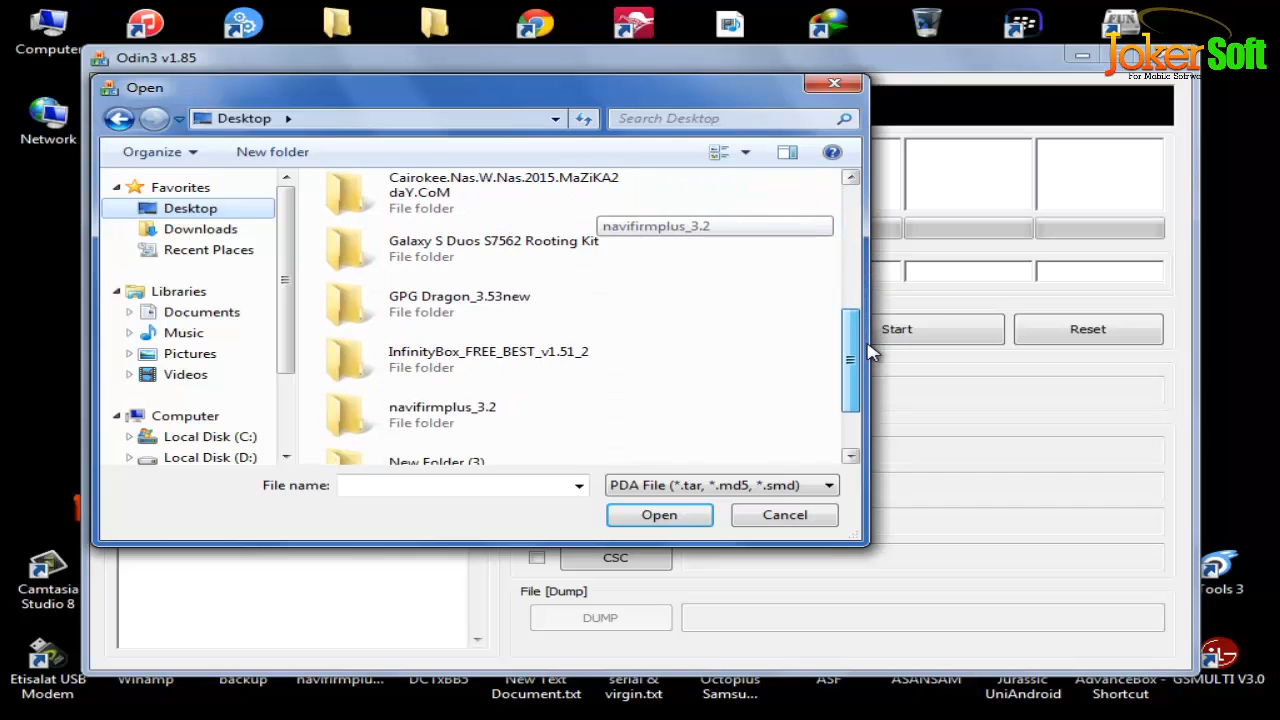 Computer
Odin3 v1.85
JokerSoft
Open
Desktop
Search Desktop
Network
Organize
New folder
Favorites
Desktop
Downloads
Recent Places
Libraries
Documents
Music
Pictures
Videos
Computer
Local Disk (C:)
Local Disk (D:)
Cairokee.Nas.W.Nas.2015.MaZiKA2
daY.CoM
File folder
navifirmplus_3.2
Galaxy S Duos S7562 Rooting Kit
File folder
GPG Dragon_3.53new
File folder
InfinityBox_FREE_BEST_v1.51_2
File folder
navifirmplus_3.2
File folder
New Folder (3)
Start
Reset
File name:
PDA File (*.tar, *.md5, *.smd)
Open
Cancel
CSC
File [Dump]
DUMP
Camtasia
Studio 8
Tools 3
Etisalat USB
Modem
Winamp
backup
navifirmplu...
DCTxBB5
New Text
Document.txt
serial &
virgin.txt
Octoplus
Samsu...
ASF
ASANSAM
Jurassic
UniAndroid
AdvanceBox -
Shortcut
GSMULTI V3.0